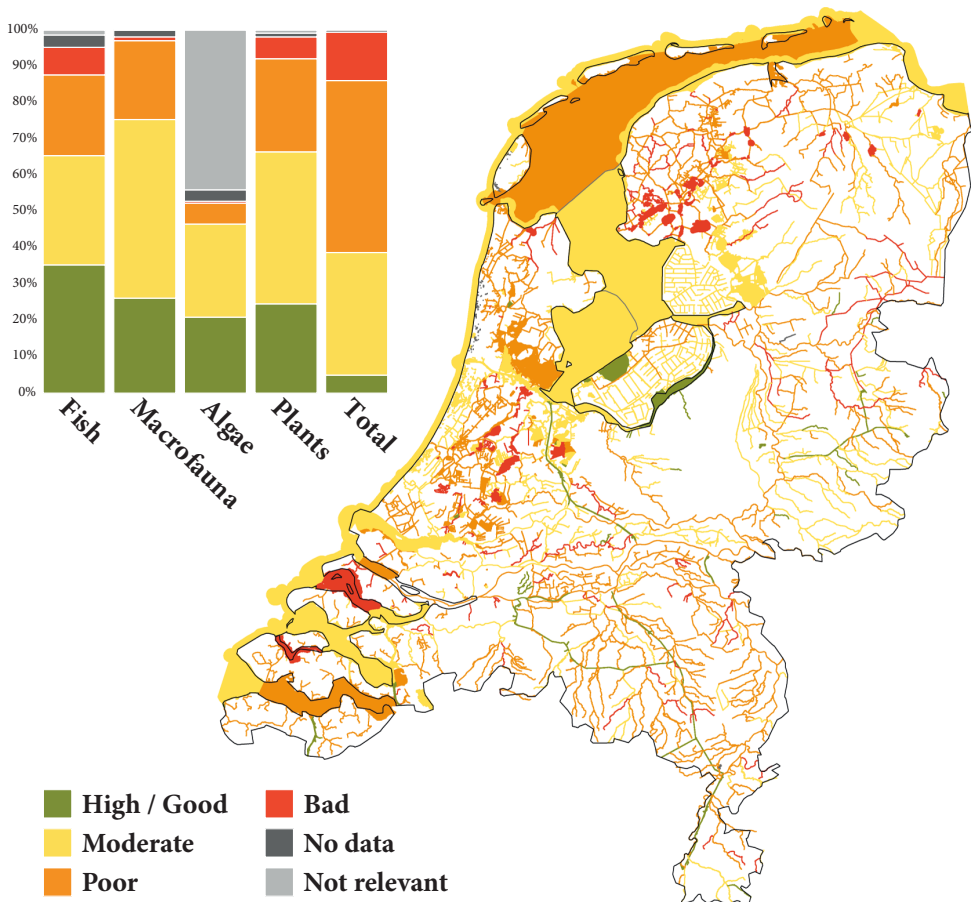 100%
90%
80%
70%
60%
50%
40%
30%
20%
10%
0%
Fish
Macrofauna
Algae
Plants
Total
High / Good
Moderate
Poor
Bad
No data
Not relevant